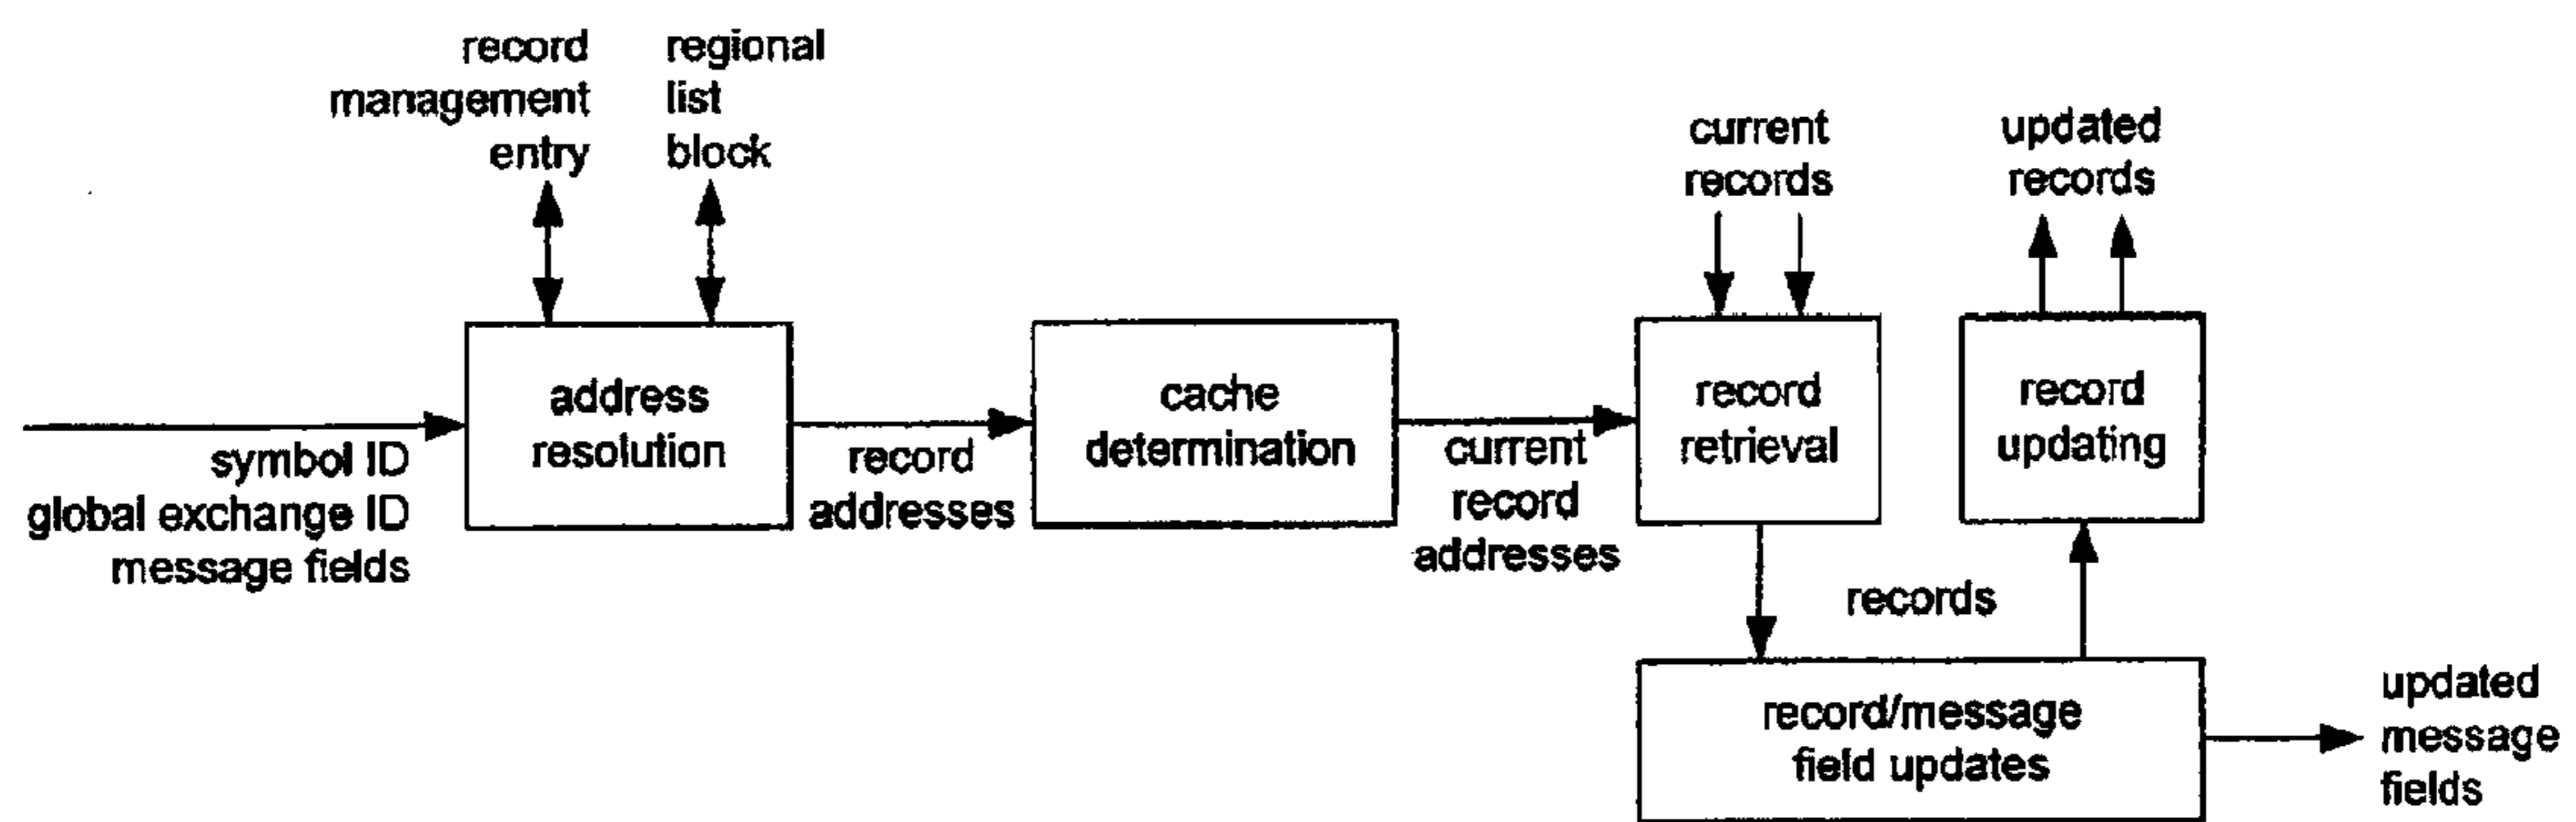 record
management
entry
regional
list
block
current
records
updated
records
address
resolution
cache
determination
record
retrieval
record
updating
symbol ID
global exchange ID
message fields
record
addresses
current
record
addresses
records
record/message
field updates
updated
message
fields